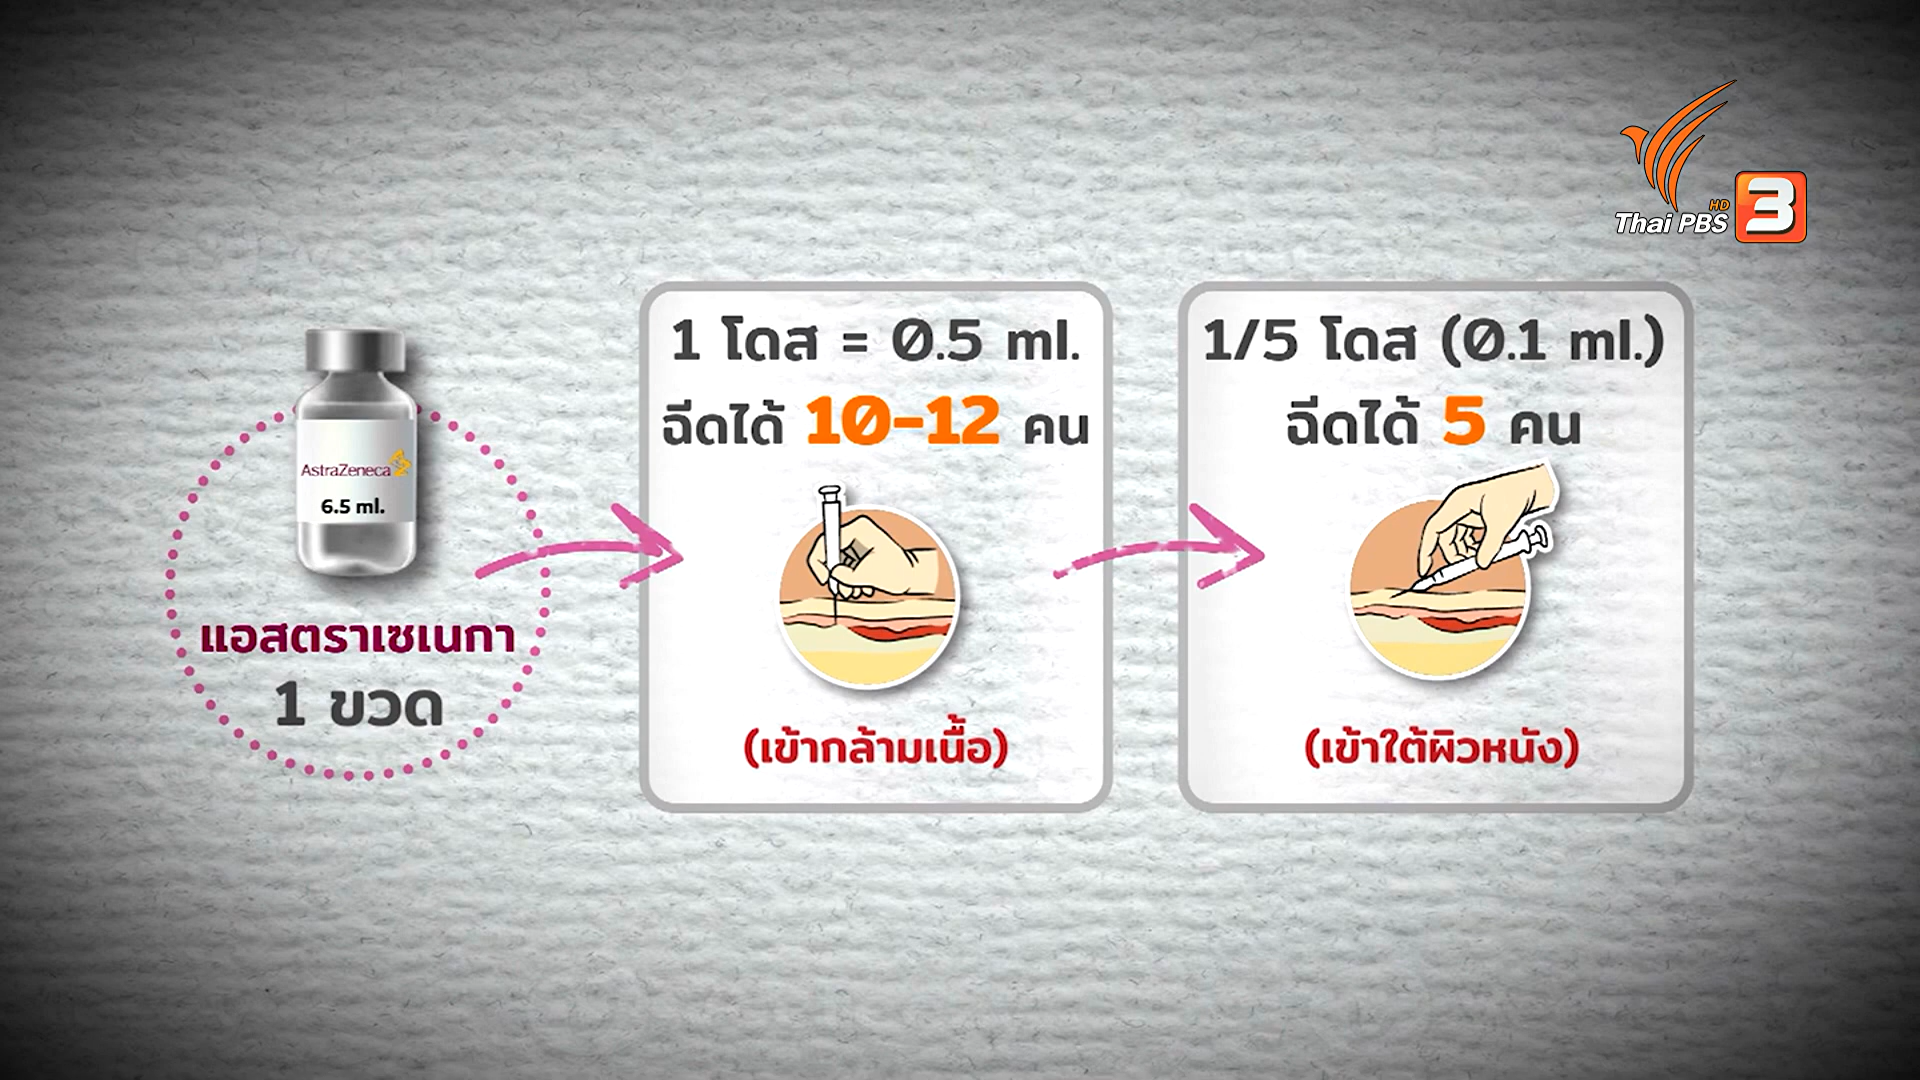 HD
Thai PBS 3
AstraZeneca
6.5 ml.
แอสตราเซเนกา
1 ขวด
1 โดส = 0.5 ml.
ฉีดได้ 10-12 คน
(เข้ากล้ามเนื้อ)
1/5 โดส (0.1 ml.)
ฉีดได้ 5 คน
(เข้าใต้ผิวหนัง)